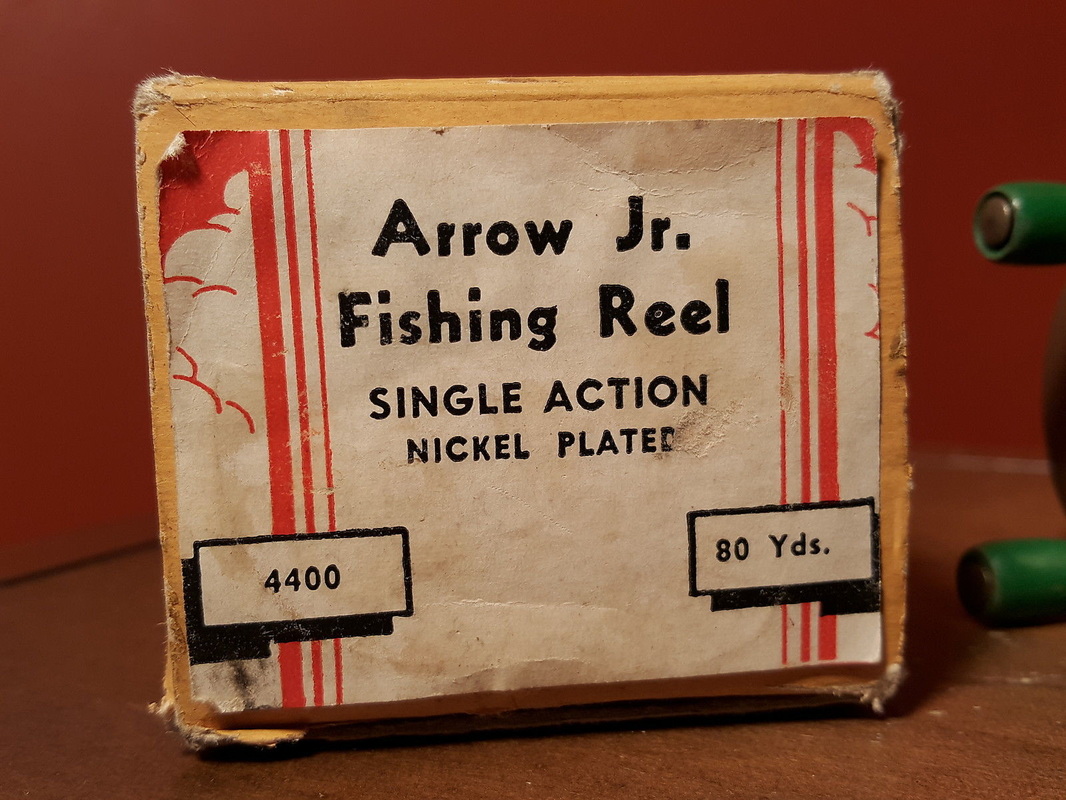 Arrow Jr.
Fishing Reel
SINGLE ACTION
NICKEL PLATED
4400
80 Yds.